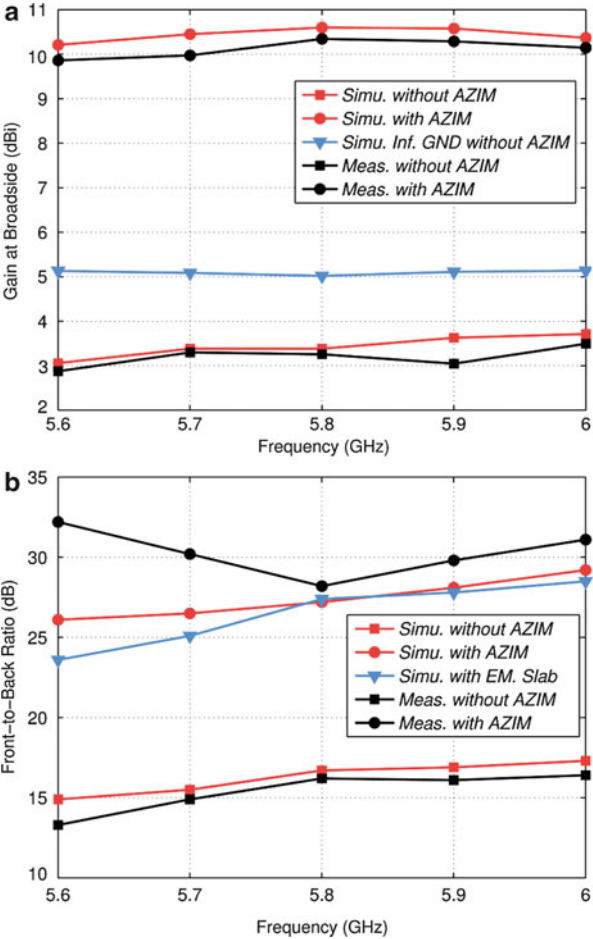 a
11
10
9
8
7
6
5
4
3
2
Gain at Broadside (dBi)
Simu. without AZIM
Simu. with AZIM
Simu. Inf. GND without AZIM
Meas. without AZIM
Meas. with AZIM
5.6 5.7 5.8 5.9 6
Frequency (GHz)
b
35
30
25
20
15
10
Front-to-Back Ratio (dB)
Simu. without AZIM
Simu. with AZIM
Simu. with EM. Slab
Meas. without AZIM
Meas. with AZIM
5.6 5.7 5.8 5.9 6
Frequency (GHz)